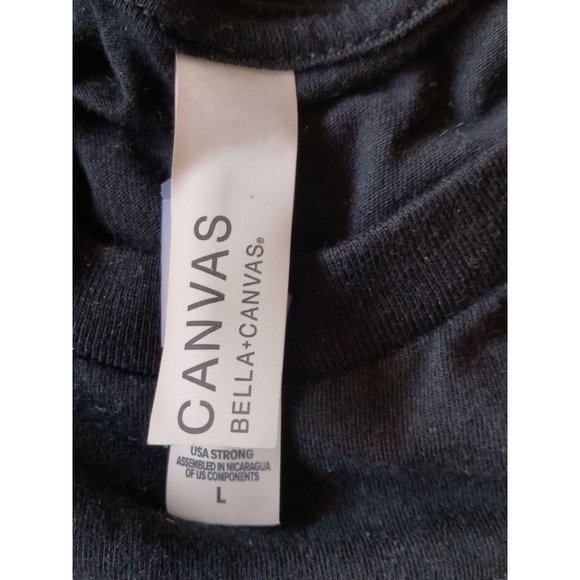 CANVAS
BELLA+CANVAS®
USA STRONG
ASSEMBLED IN NICARAGUA
OF US COMPONENTS
L